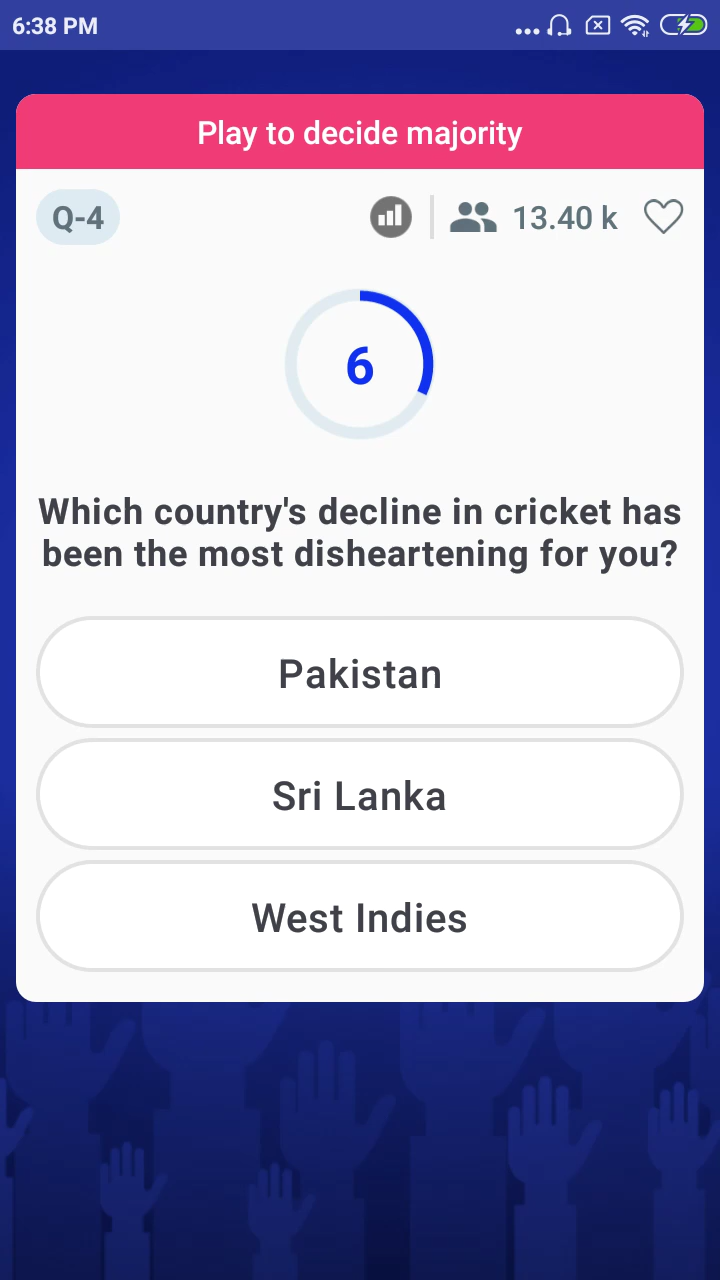 6:38 PM
Play to decide majority
Q-4
13.40 k
6
Which country's decline in cricket has
been the most disheartening for you?
Pakistan
Sri Lanka
West Indies